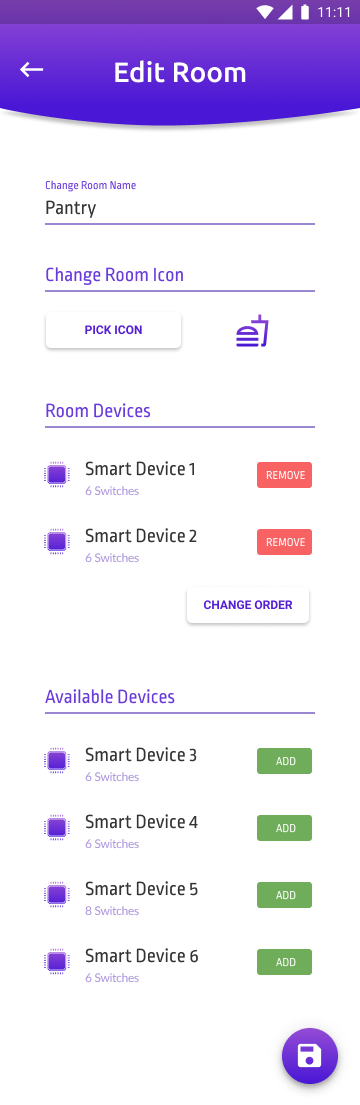 11:11
Edit Room
Change Room Name
Pantry
Change Room Icon
PICK ICON
Room Devices
Smart Device 1
6 Switches
REMOVE
Smart Device 2
6 Switches
REMOVE
CHANGE ORDER
Available Devices
Smart Device 3
6 Switches
ADD
Smart Device 4
6 Switches
ADD
Smart Device 5
8 Switches
ADD
Smart Device 6
6 Switches
ADD